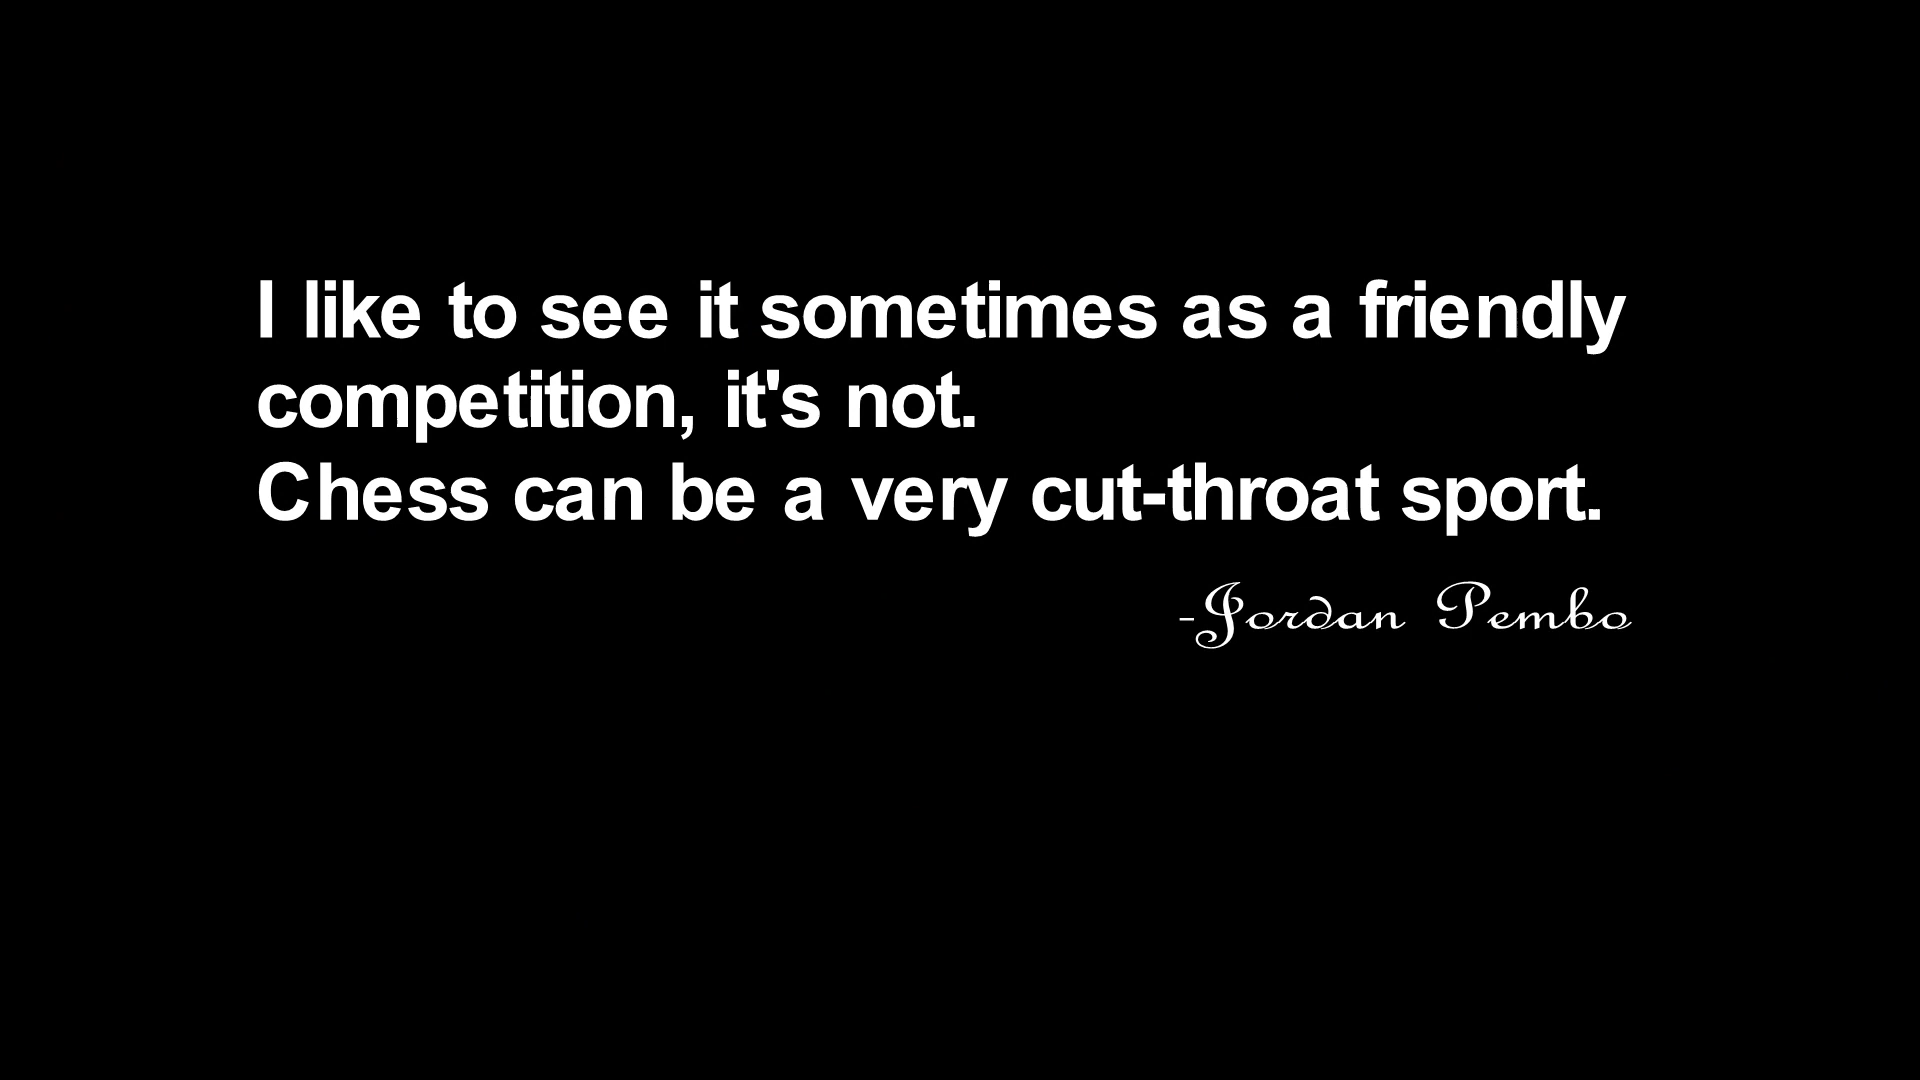 I like to see it sometimes as a friendly
competition, it's not.
Chess can be a very cut-throat sport.
-Jordan Pembo